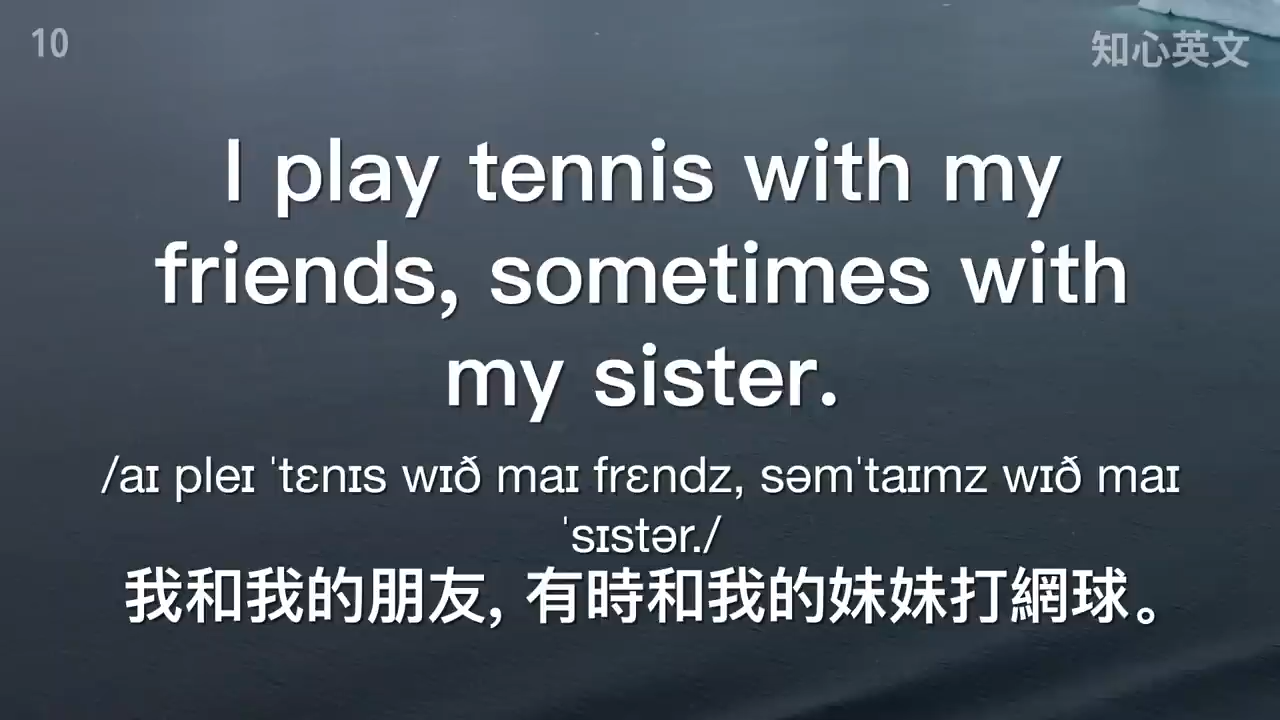 10
知心英文
I play tennis with my
friends, sometimes with
my sister.
/aɪ pleɪ ˈtɛnɪs wɪð maɪ frɛndz, səmˈtaɪmz wɪð maɪ
ˈsɪstər./
我和我的朋友, 有時和我的妹妹打網球。